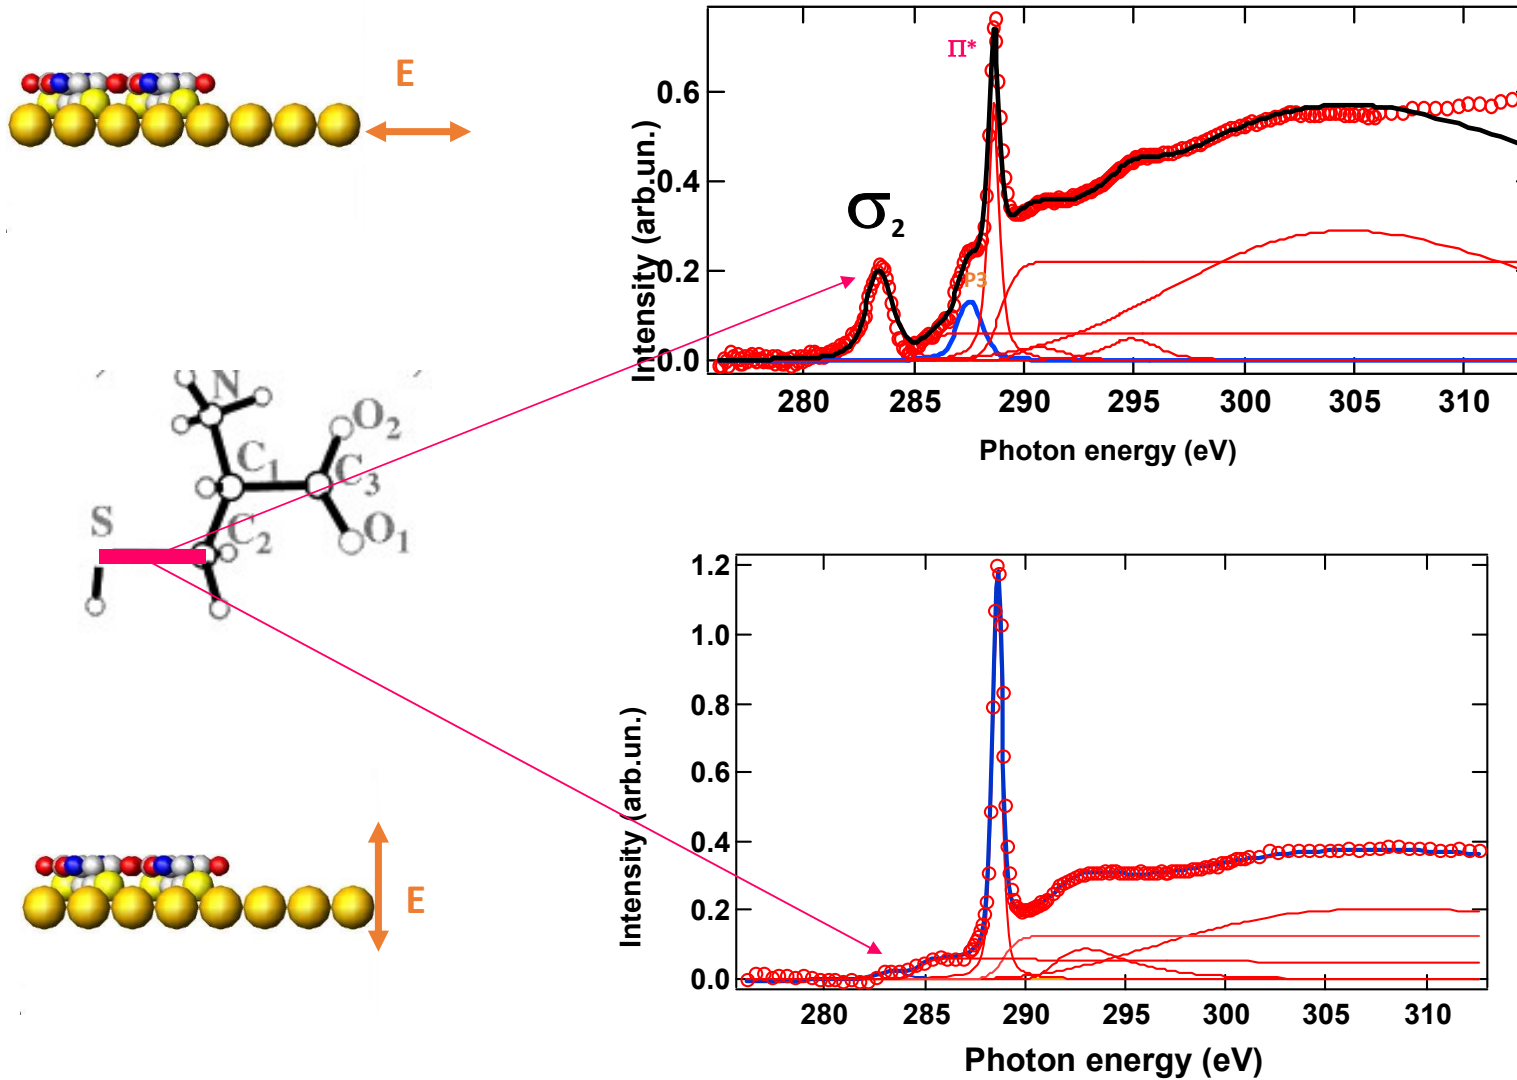 E
Π*
0.6
0.4
0.2
0.0
σ2
P3
Intensity (arb.un.)
280 285 290 295 300 305 310
Photon energy (eV)
N
O2
C1
C3
S
C2
O1
1.2
1.0
0.8
0.6
0.4
0.2
0.0
Intensity (arb.un.)
280 285 290 295 300 305 310
Photon energy (eV)
E